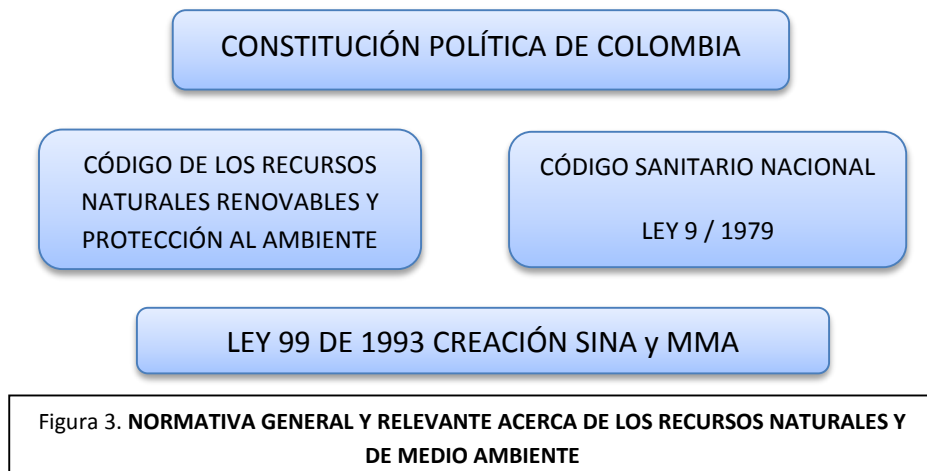 CONSTITUCIÓN POLÍTICA DE COLOMBIA
CÓDIGO DE LOS RECURSOS
NATURALES RENOVABLES Y
PROTECCIÓN AL AMBIENTE
CÓDIGO SANITARIO NACIONAL
LEY 9 / 1979
LEY 99 DE 1993 CREACIÓN SINA y MMA
Figura 3. NORMATIVA GENERAL Y RELEVANTE ACERCA DE LOS RECURSOS NATURALES Y
DE MEDIO AMBIENTE